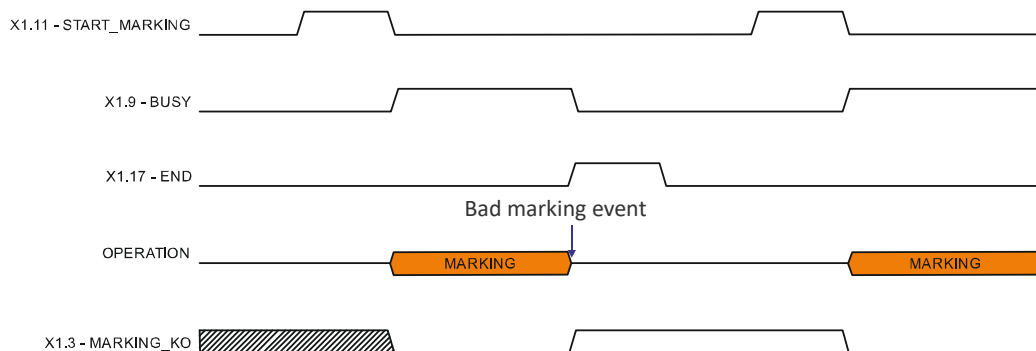 X1.11 - START_MARKING
X1.9 - BUSY
X1.17 - END
Bad marking event
OPERATION
MARKING
MARKING
X1.3 - MARKING_KO